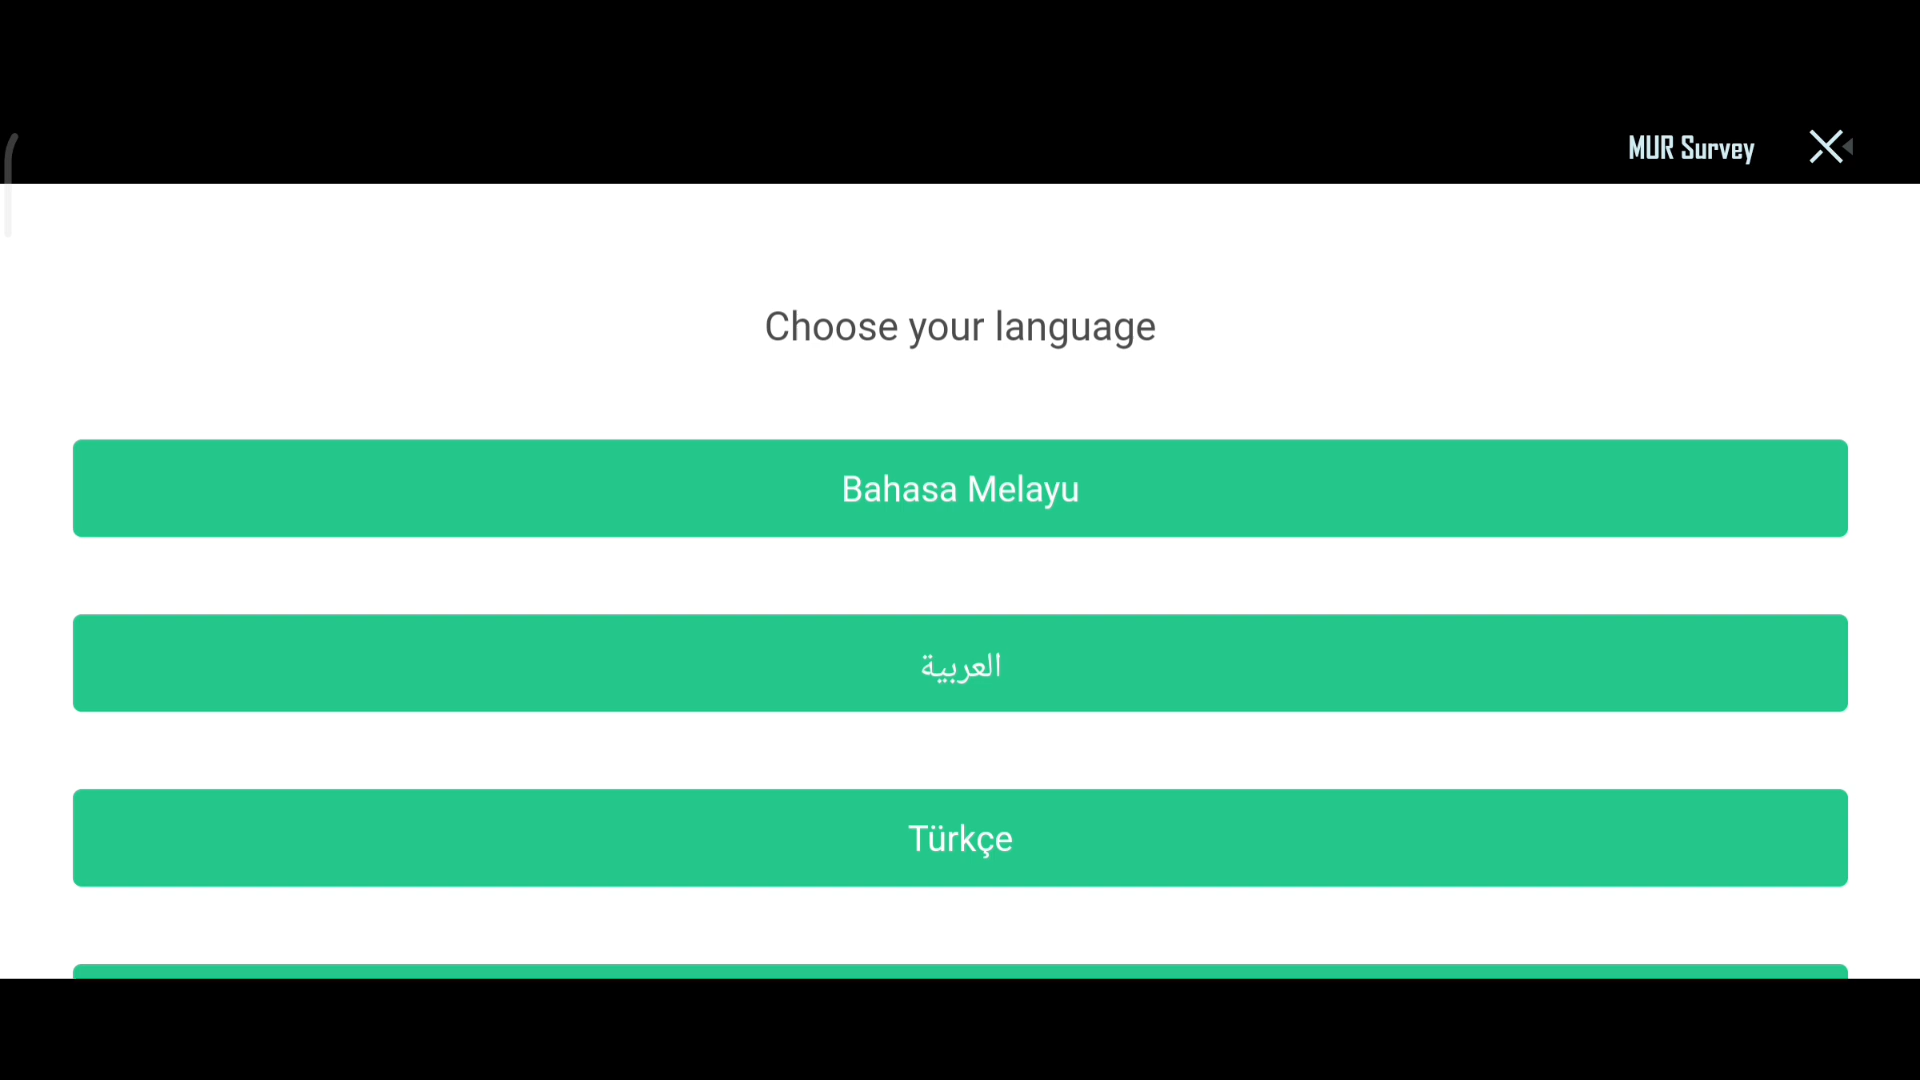 MUR Survey
Choose your language
Bahasa Melayu
العربية
Türkçe